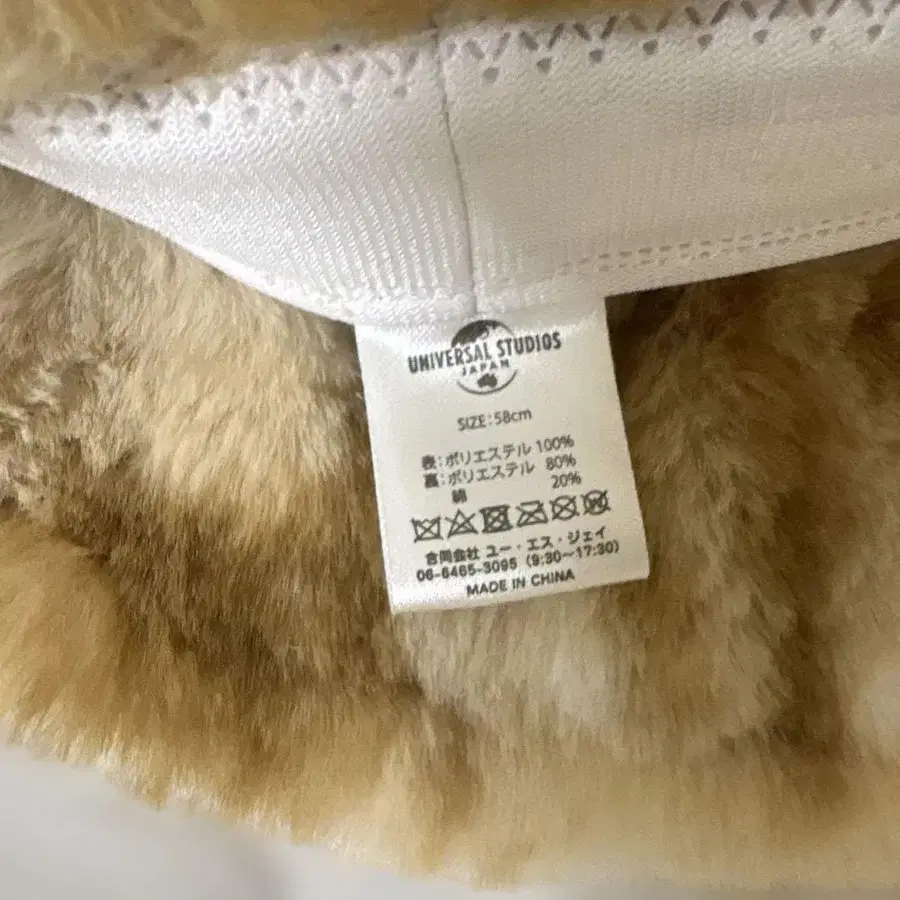 UNIVERSAL STUDIOS
JAPAN
SIZE:58cm
表:ポリエステル 100%
裏:ポリエステル 80%
綿 20%
合同会社 ユー・エス・ジェイ
06-6465-3095 (9:30〜17:30)
MADE IN CHINA